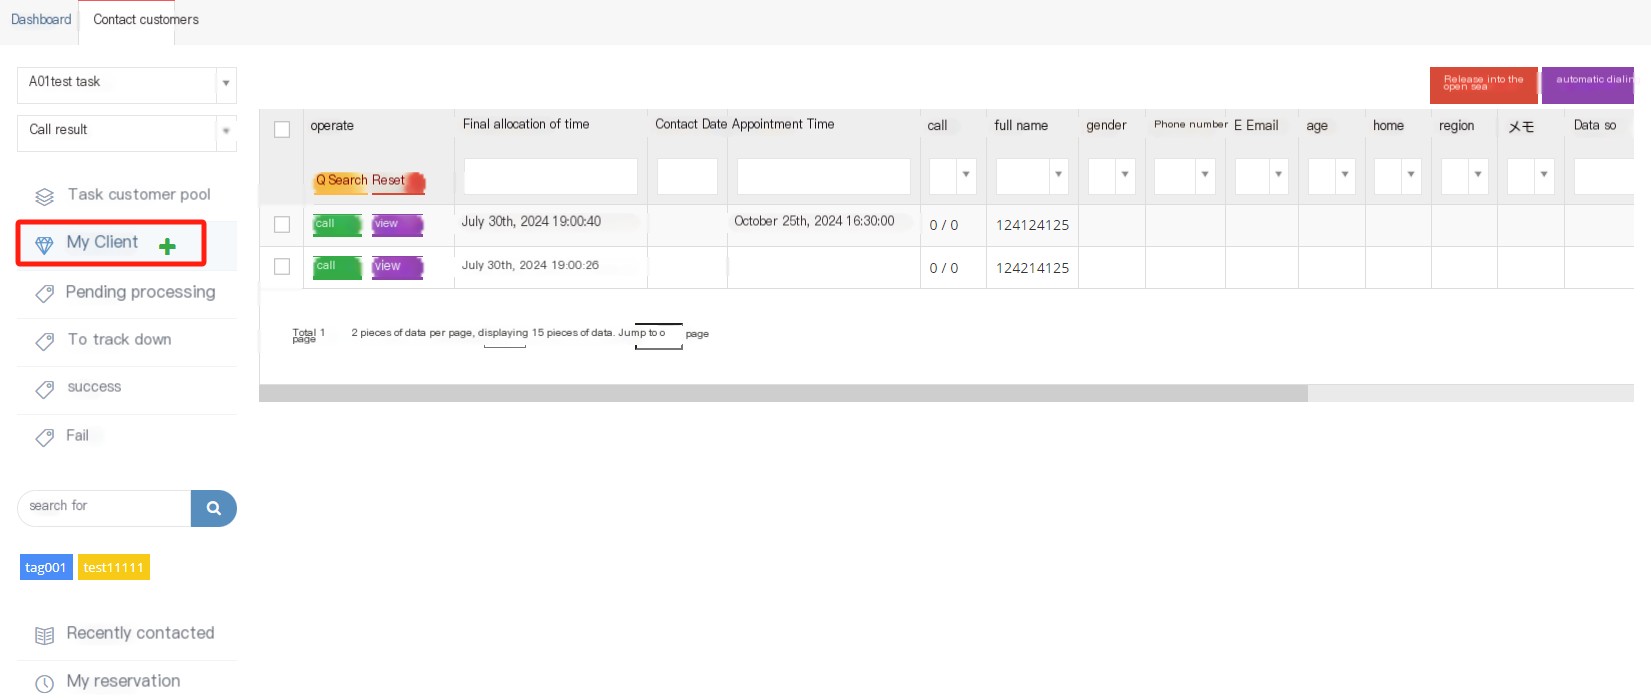 Dashboard
Contact customers
A01test task
Call result
Task customer pool
My Client
Pending processing
To track down
success
Fail
search for
tag001
test11111
Recently contacted
My reservation
Release into the
open sea
automatic dialin
operate
Final allocation of time
Contact Date
Appointment Time
call
full name
gender
Phone number
E Email
age
home
region
メモ
Data so
Q Search
Reset
call
view
July 30th, 2024 19:00:40
October 25th, 2024 16:30:00
0 / 0
124124125
call
view
July 30th, 2024 19:00:26
0 / 0
124214125
Total 1
page
2 pieces of data per page, displaying 15 pieces of data. Jump to o
page